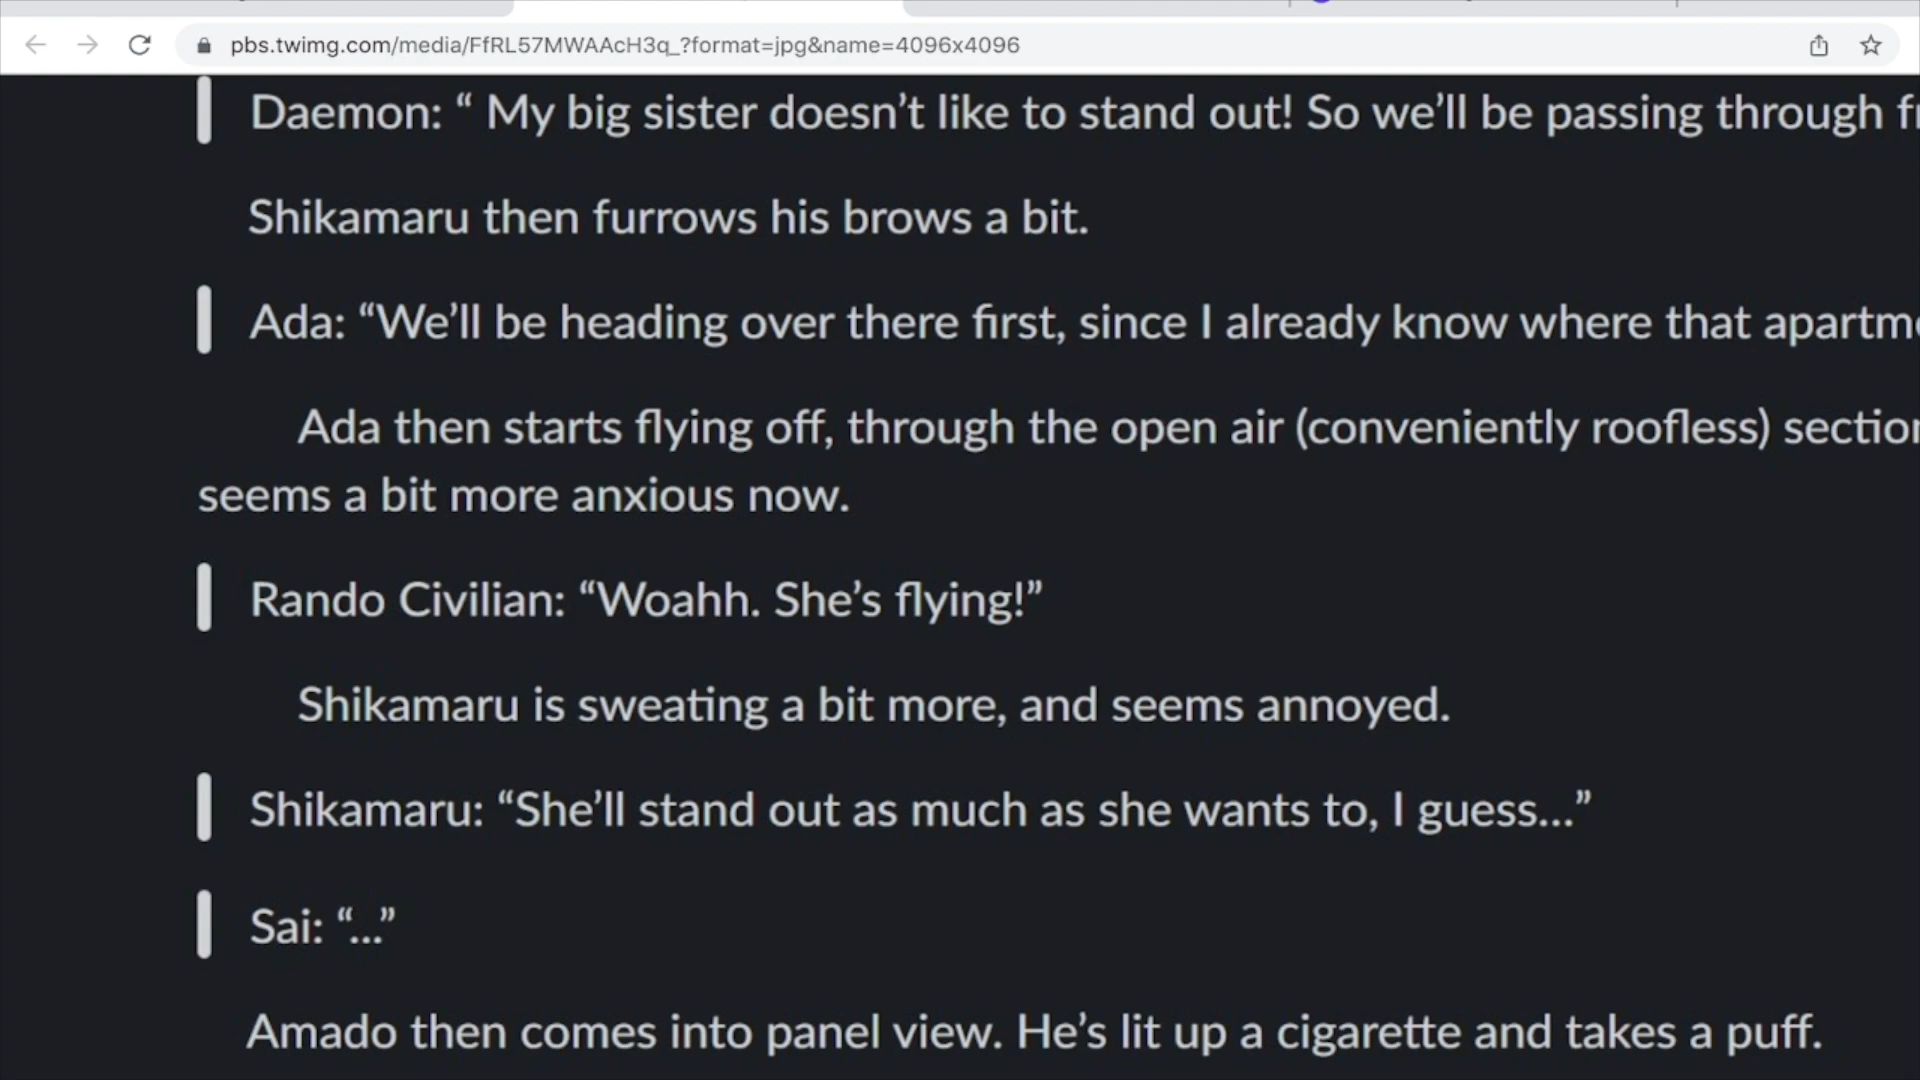 pbs.twimg.com/media/FfRL57MWAAcH3q_?format=jpg&name=4096x4096
Daemon: “ My big sister doesn’t like to stand out! So we’ll be passing through
Shikamaru then furrows his brows a bit.
Ada: “We’ll be heading over there first, since I already know where that
Ada then starts flying off, through the open air (conveniently roofless)
seems a bit more anxious now.
Rando Civilian: “Woahh. She’s flying!”
Shikamaru is sweating a bit more, and seems annoyed.
Shikamaru: “She’ll stand out as much as she wants to, I guess...”
Sai: “...”
Amado then comes into panel view. He’s lit up a cigarette and takes a puff.